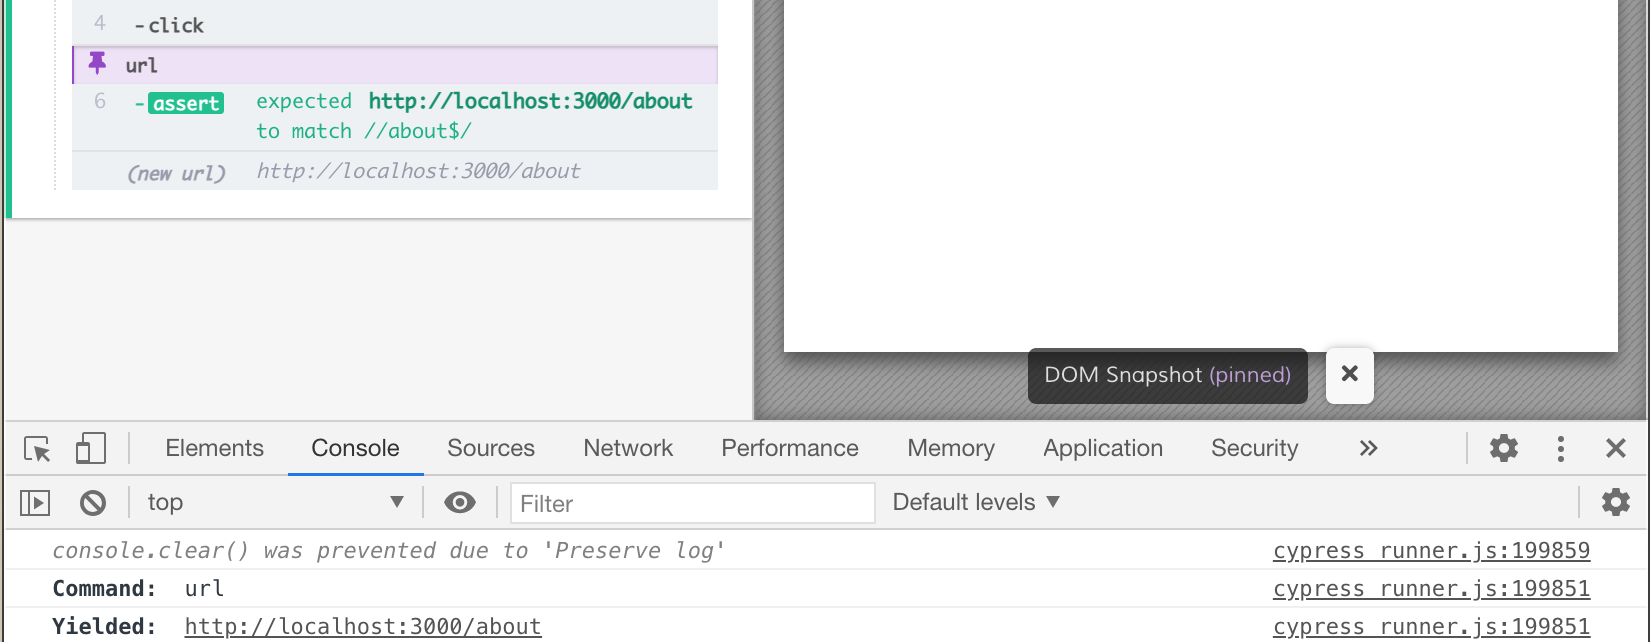 4 -click
url
6 -assert expected http://localhost:3000/about
to match //about$/
(new url) http://localhost:3000/about
DOM Snapshot (pinned)
Elements Console Sources Network Performance Memory Application Security »
top ▼ Filter Default levels ▼
console.clear() was prevented due to 'Preserve log' cypress_runner.js:199859
Command: url cypress_runner.js:199851
Yielded: http://localhost:3000/about cypress_runner.js:199851